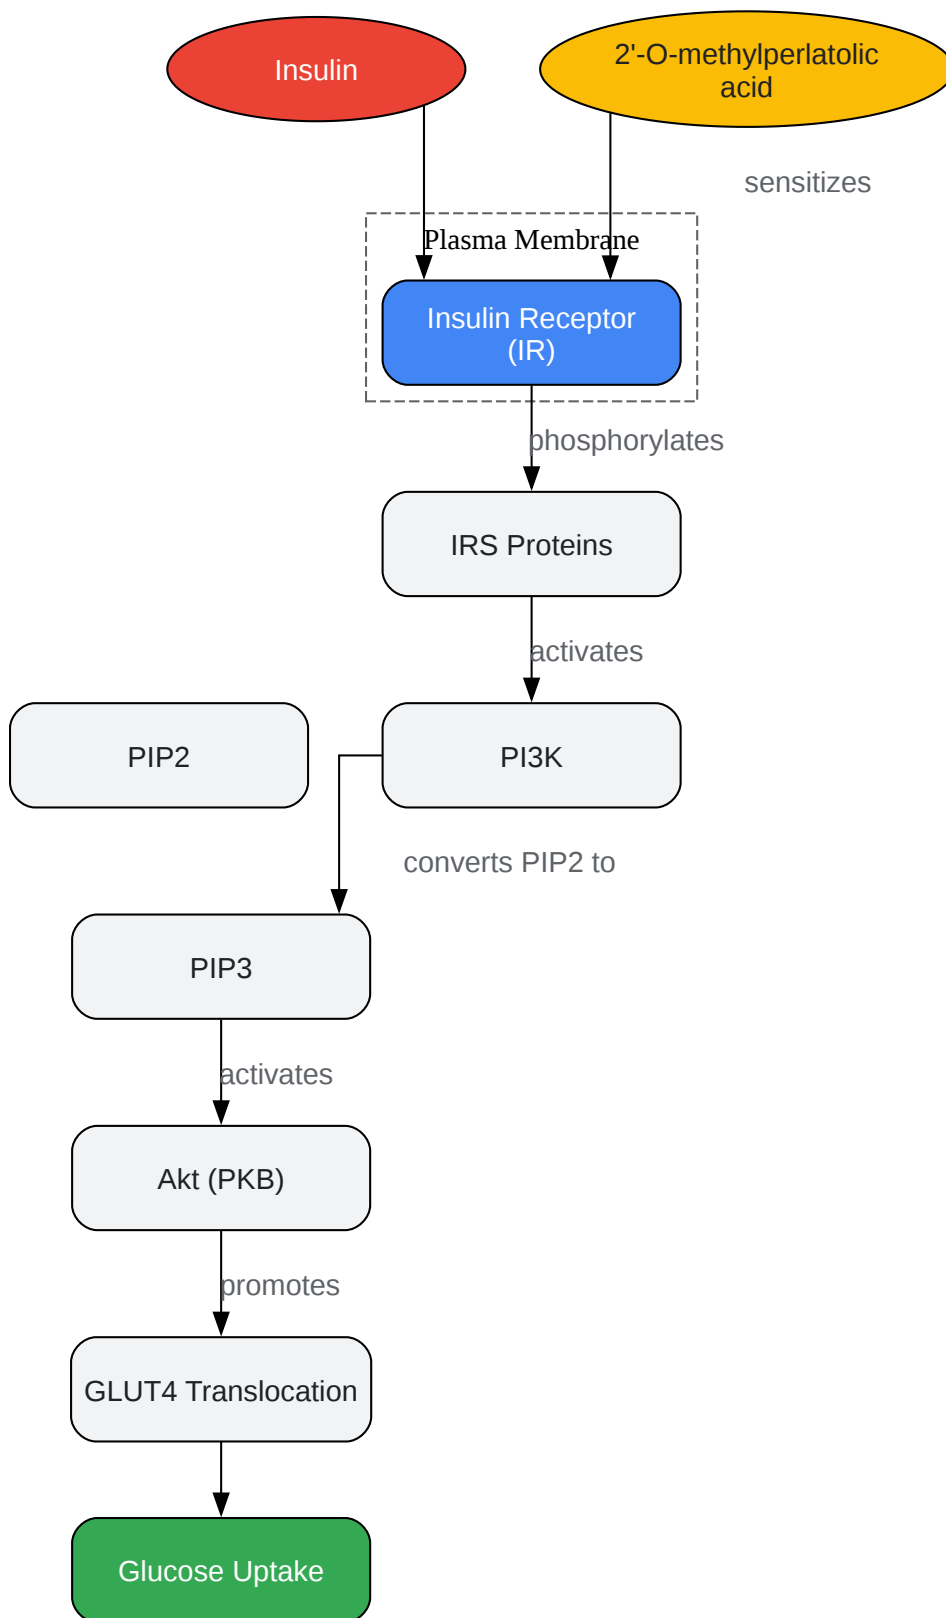 Insulin
2'-O-methylperlatolic
acid
sensitizes
Plasma Membrane
Insulin Receptor
(IR)
phosphorylates
IRS Proteins
activates
PIP2
PI3K
converts PIP2 to
PIP3
activates
Akt (PKB)
promotes
GLUT4 Translocation
Glucose Uptake